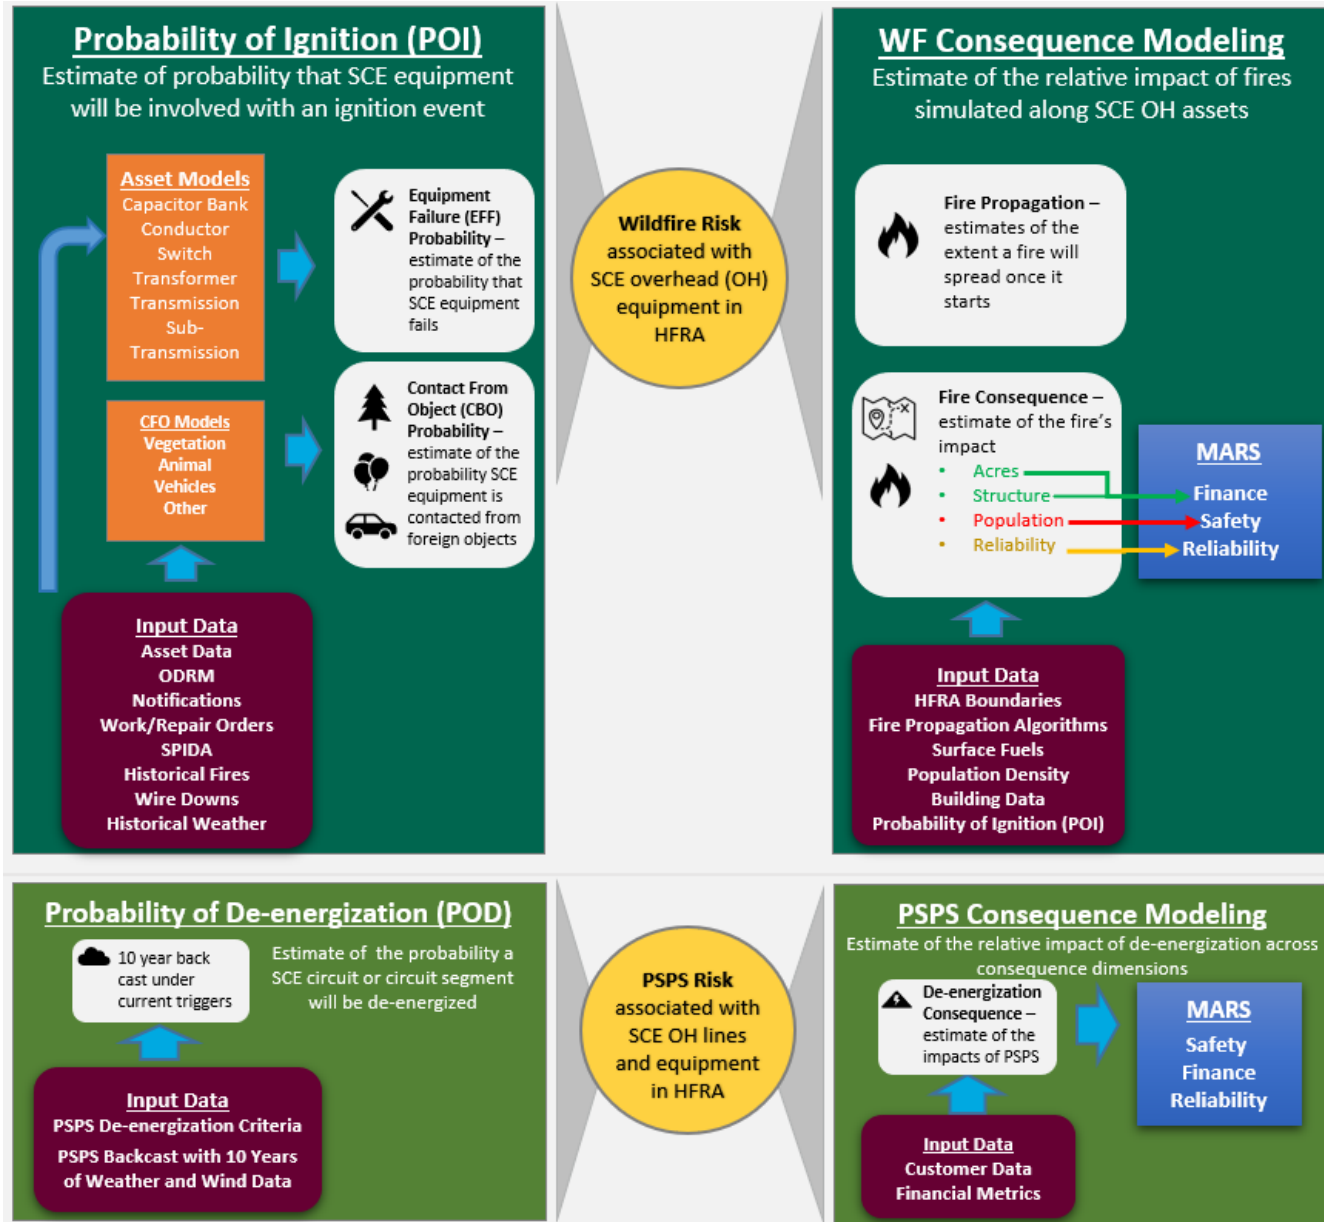 Probability of Ignition (POI)
Estimate of probability that SCE equipment
will be involved with an ignition event
Asset Models
Capacitor Bank
Conductor
Switch
Transformer
Transmission
Sub-
Transmission
Equipment
Failure (EFF)
Probability –
estimate of the
probability that
SCE equipment
fails
CFO Models
Vegetation
Animal
Vehicles
Other
Contact From
Object (CBO)
Probability –
estimate of the
probability SCE
equipment is
contacted from
foreign objects
Input Data
Asset Data
ODRM
Notifications
Work/Repair Orders
SPIDA
Historical Fires
Wire Downs
Historical Weather
Wildfire Risk
associated with
SCE overhead (OH)
equipment in
HFRA
WF Consequence Modeling
Estimate of the relative impact of fires
simulated along SCE OH assets
Fire Propagation –
estimates of the
extent a fire will
spread once it
starts
Fire Consequence –
estimate of the fire's
impact
• Acres
• Structure
• Population
• Reliability
MARS
Finance
Safety
Reliability
Input Data
HFRA Boundaries
Fire Propagation Algorithms
Surface Fuels
Population Density
Building Data
Probability of Ignition (POI)
Probability of De-energization (POD)
10 year back
cast under
current triggers
Estimate of the probability a
SCE circuit or circuit segment
will be de-energized
Input Data
PSPS De-energization Criteria
PSPS Backcast with 10 Years
of Weather and Wind Data
PSPS Risk
associated with
SCE OH lines
and equipment
in HFRA
PSPS Consequence Modeling
Estimate of the relative impact of de-energization across
consequence dimensions
De-energization
Consequence –
estimate of the
impacts of PSPS
MARS
Safety
Finance
Reliability
Input Data
Customer Data
Financial Metrics